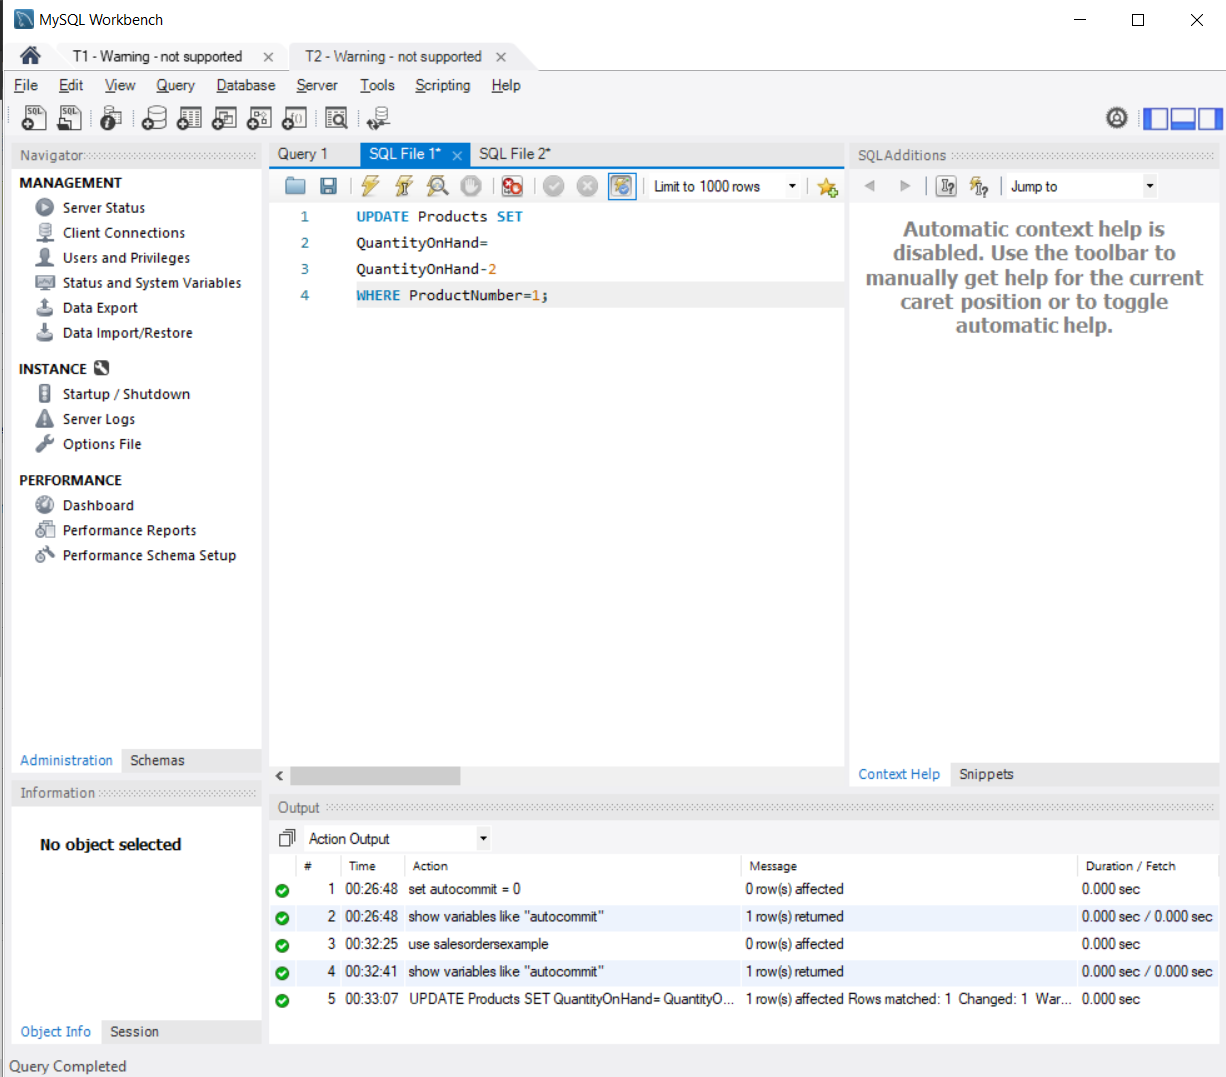 MySQL Workbench
T1 - Warning - not supported
T2 - Warning - not supported
File Edit View Query Database Server Tools Scripting Help
Navigator
MANAGEMENT
Server Status
Client Connections
Users and Privileges
Status and System Variables
Data Export
Data Import/Restore
INSTANCE
Startup / Shutdown
Server Logs
Options File
PERFORMANCE
Dashboard
Performance Reports
Performance Schema Setup
Administration Schemas
Information
No object selected
Object Info Session
Query 1 SQL File 1* SQL File 2*
Limit to 1000 rows
1 UPDATE Products SET
2 QuantityOnHand=
3 QuantityOnHand-2
4 WHERE ProductNumber=1;
SQLAdditions
Jump to
Automatic context help is
disabled. Use the toolbar to
manually get help for the current
caret position or to toggle
automatic help.
Context Help Snippets
Output
Action Output
# Time Action Message Duration / Fetch
1 00:26:48 set autocommit = 0 0 row(s) affected 0.000 sec
2 00:26:48 show variables like "autocommit" 1 row(s) returned 0.000 sec / 0.000 sec
3 00:32:25 use salesordersexample 0 row(s) affected 0.000 sec
4 00:32:41 show variables like "autocommit" 1 row(s) returned 0.000 sec / 0.000 sec
5 00:33:07 UPDATE Products SET QuantityOnHand= QuantityO... 1 row(s) affected Rows matched: 1 Changed: 1 War... 0.000 sec
Query Completed